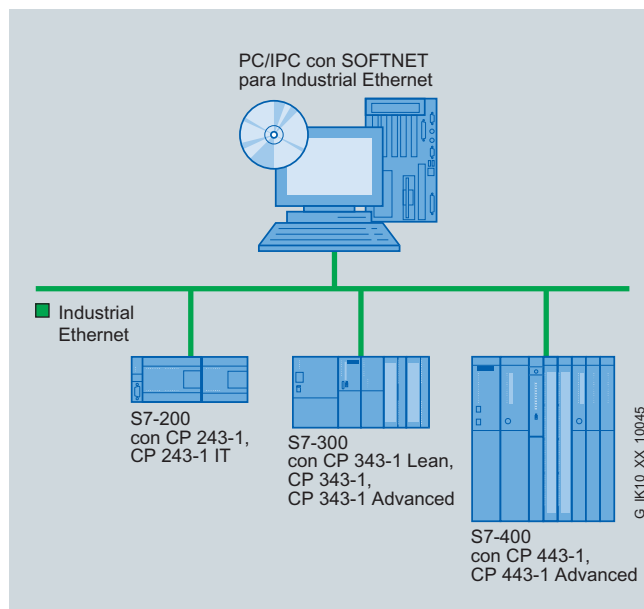 PC/IPC con SOFTNET
para Industrial Ethernet
Industrial
Ethernet
S7-200
con CP 243-1,
CP 243-1 IT
S7-300
con CP 343-1 Lean,
CP 343-1,
CP 343-1 Advanced
S7-400
con CP 443-1,
CP 443-1 Advanced
G_IK10_XX_10045